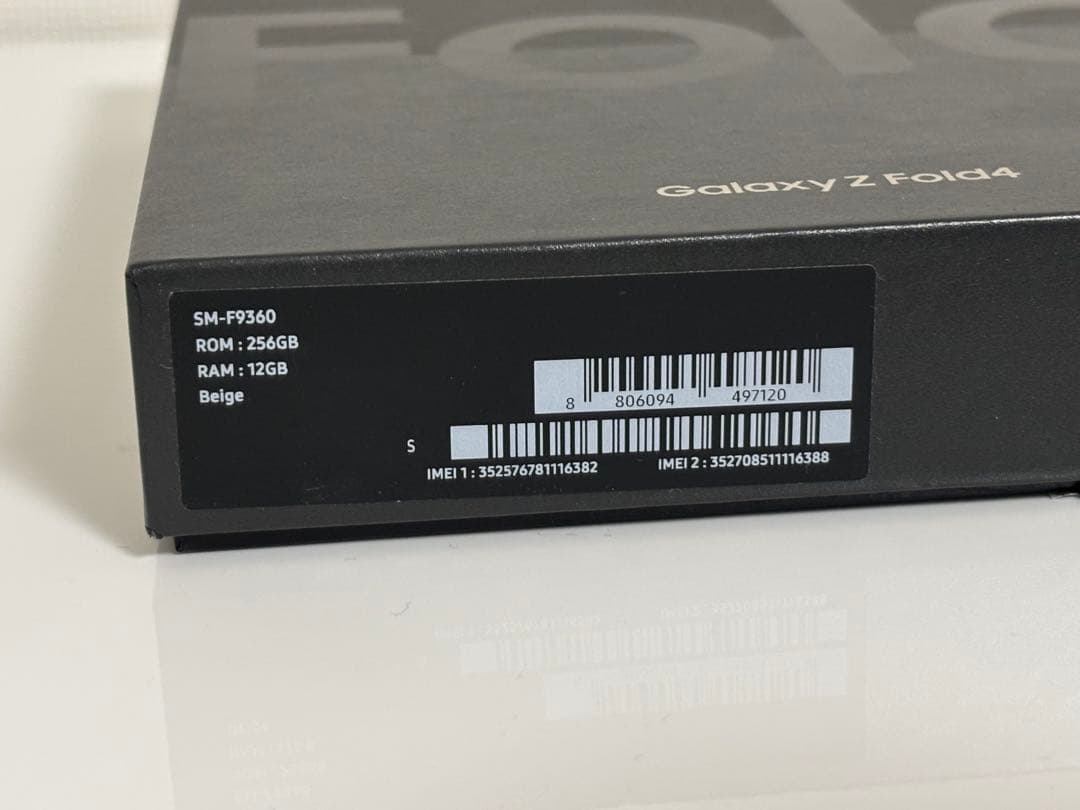 Fold
Galaxy Z Fold4
SM-F9360
ROM : 256GB
RAM : 12GB
Beige
8 806094 497120
S
IMEI 1 : 352576781116382
IMEI 2 : 352708511116388